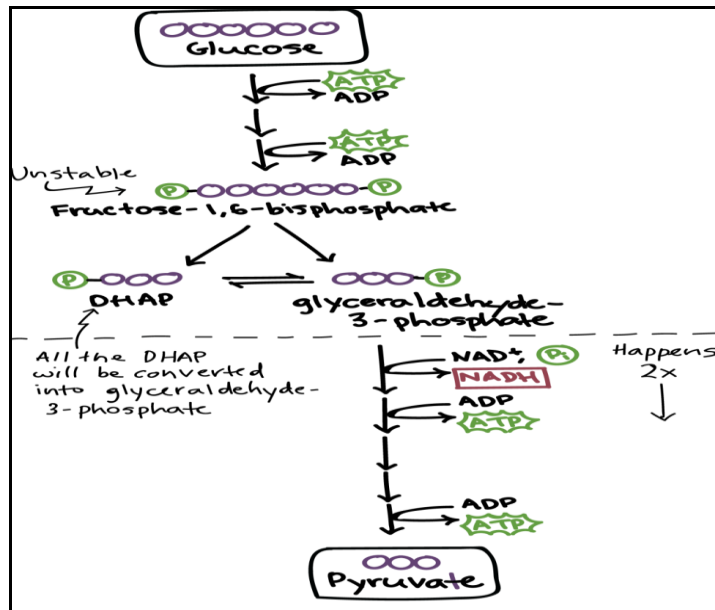 Glucose
ATP
ADP
ATP
ADP
Unstable
P
P
Fructose-1,6-bisphosphate
P
P
DHAP
glyceraldehyde-
3-phosphate
All the DHAP
will be converted
into glyceraldehyde-
3-phosphate
NAD+, Pi
NADH
Happens
2x
ADP
ATP
ADP
ATP
Pyruvate